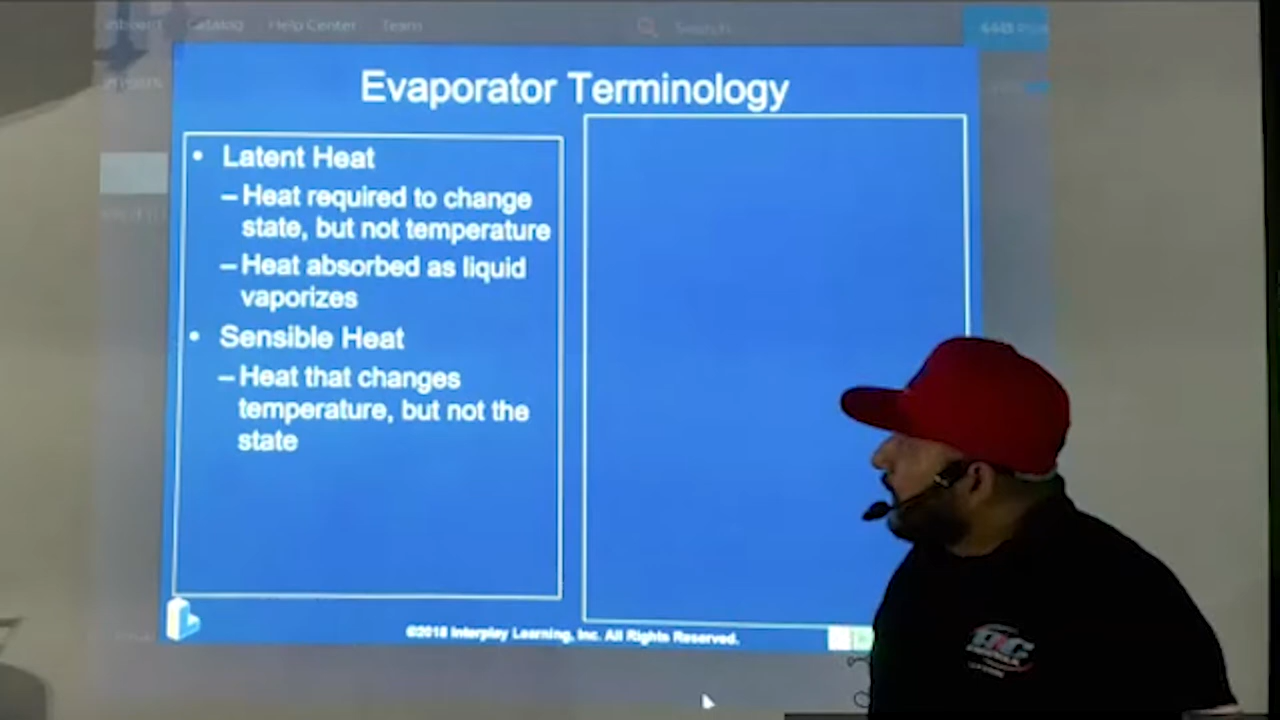 Inboard Catalog Help Center Team
Search
Evaporator Terminology
• Latent Heat
– Heat required to change
state, but not temperature
– Heat absorbed as liquid
vaporizes
• Sensible Heat
– Heat that changes
temperature, but not the
state
©2018 Interplay Learning, Inc. All Rights Reserved.